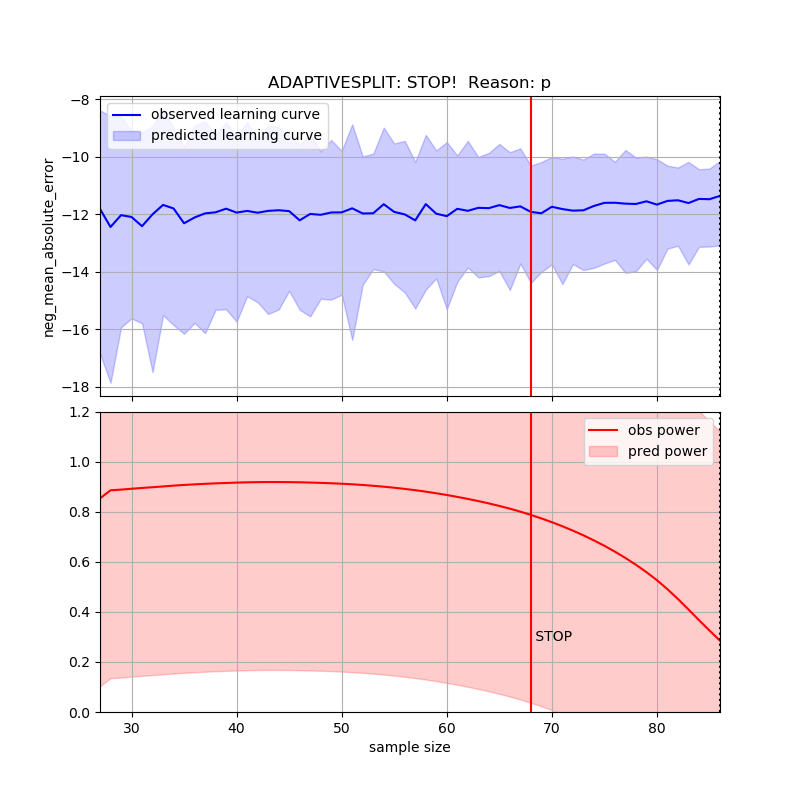 ADAPTIVESPLIT: STOP!  Reason: p
observed learning curve
predicted learning curve
neg_mean_absolute_error
−8
−10
−12
−14
−16
−18
obs power
pred power
STOP
1.2
1.0
0.8
0.6
0.4
0.2
0.0
30 40 50 60 70 80
sample size